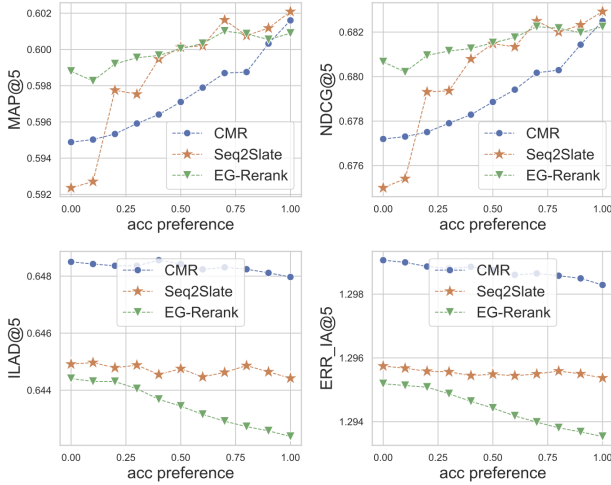 MAP@5
0.602
0.600
0.598
0.596
0.594
0.592
CMR
Seq2Slate
EG-Rerank
0.00 0.25 0.50 0.75 1.00
acc preference
NDCG@5
0.682
0.680
0.678
0.676
CMR
Seq2Slate
EG-Rerank
0.00 0.25 0.50 0.75 1.00
acc preference
ILAD@5
0.648
0.646
0.644
CMR
Seq2Slate
EG-Rerank
0.00 0.25 0.50 0.75 1.00
acc preference
ERR_IA@5
1.298
1.296
1.294
CMR
Seq2Slate
EG-Rerank
0.00 0.25 0.50 0.75 1.00
acc preference